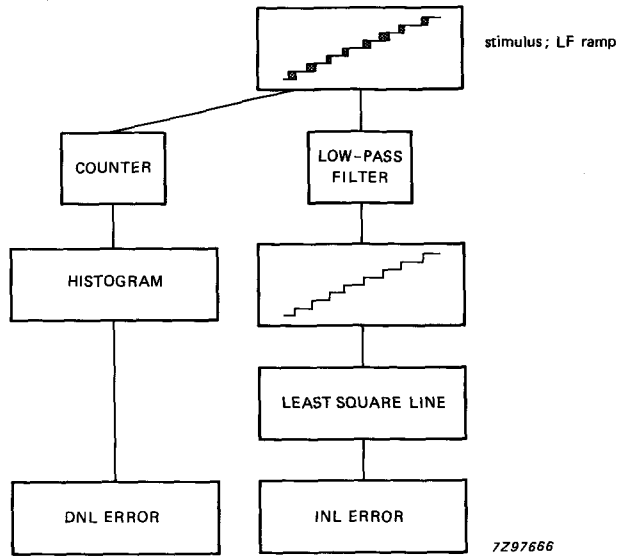 stimulus; LF ramp
COUNTER
LOW-PASS
FILTER
HISTOGRAM
LEAST SQUARE LINE
DNL ERROR
INL ERROR
7Z97666